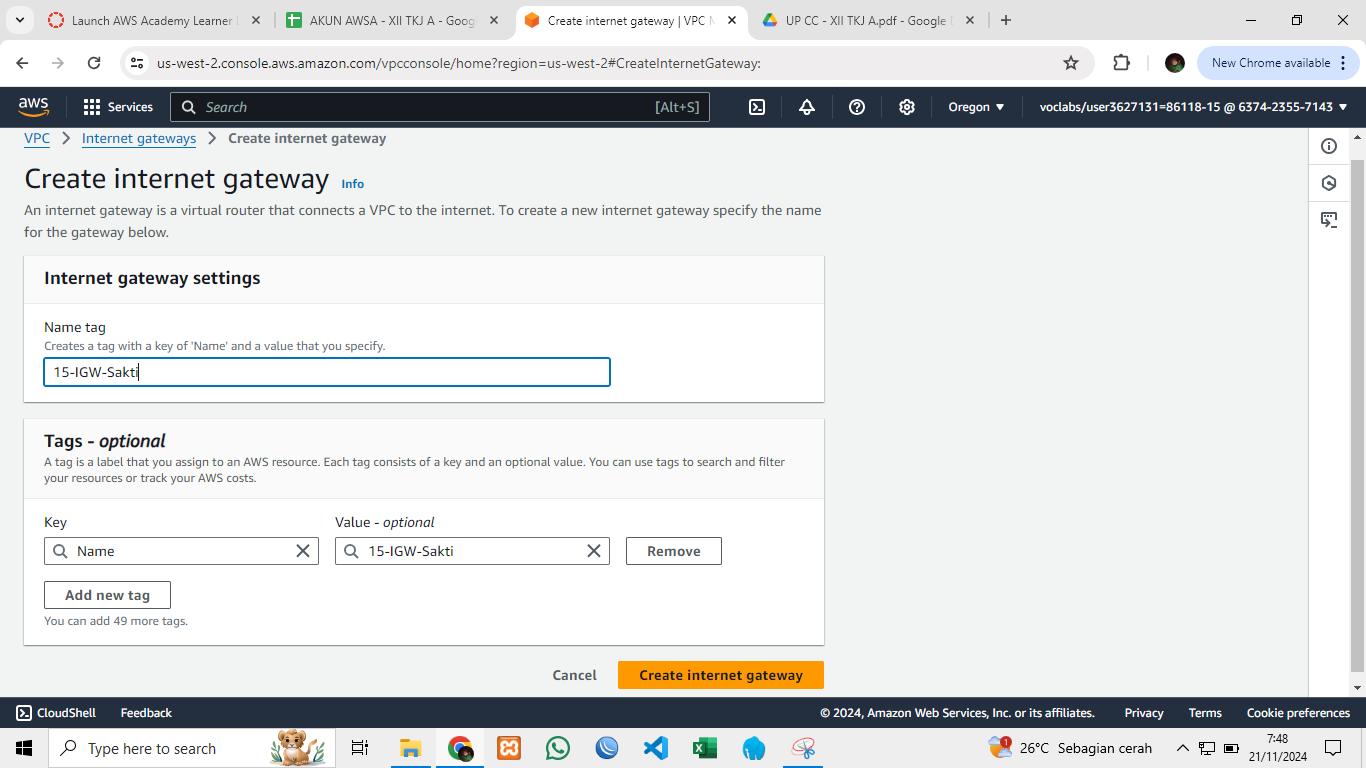 Launch AWS Academy Learner L
AKUN AWSA - XII TKJ A - Goog
Create internet gateway | VPC M
UP CC - XII TKJ A.pdf - Google D
us-west-2.console.aws.amazon.com/vpcconsole/home?region=us-west-2#CreateInternetGateway:
New Chrome available
aws
Services
Search
[Alt+S]
Oregon
voclabs/user3627131=86118-15 @ 6374-2355-7143
VPC
Internet gateways
Create internet gateway
Create internet gateway
Info
An internet gateway is a virtual router that connects a VPC to the internet. To create a new internet gateway specify the name
for the gateway below.
Internet gateway settings
Name tag
Creates a tag with a key of 'Name' and a value that you specify.
15-IGW-Sakti
Tags - optional
A tag is a label that you assign to an AWS resource. Each tag consists of a key and an optional value. You can use tags to search and filter
your resources or track your AWS costs.
Key
Value - optional
Name
15-IGW-Sakti
Remove
Add new tag
You can add 49 more tags.
Cancel
Create internet gateway
CloudShell
Feedback
© 2024, Amazon Web Services, Inc. or its affiliates.
Privacy
Terms
Cookie preferences
Type here to search
1
26°C Sebagian cerah
7:48
21/11/2024